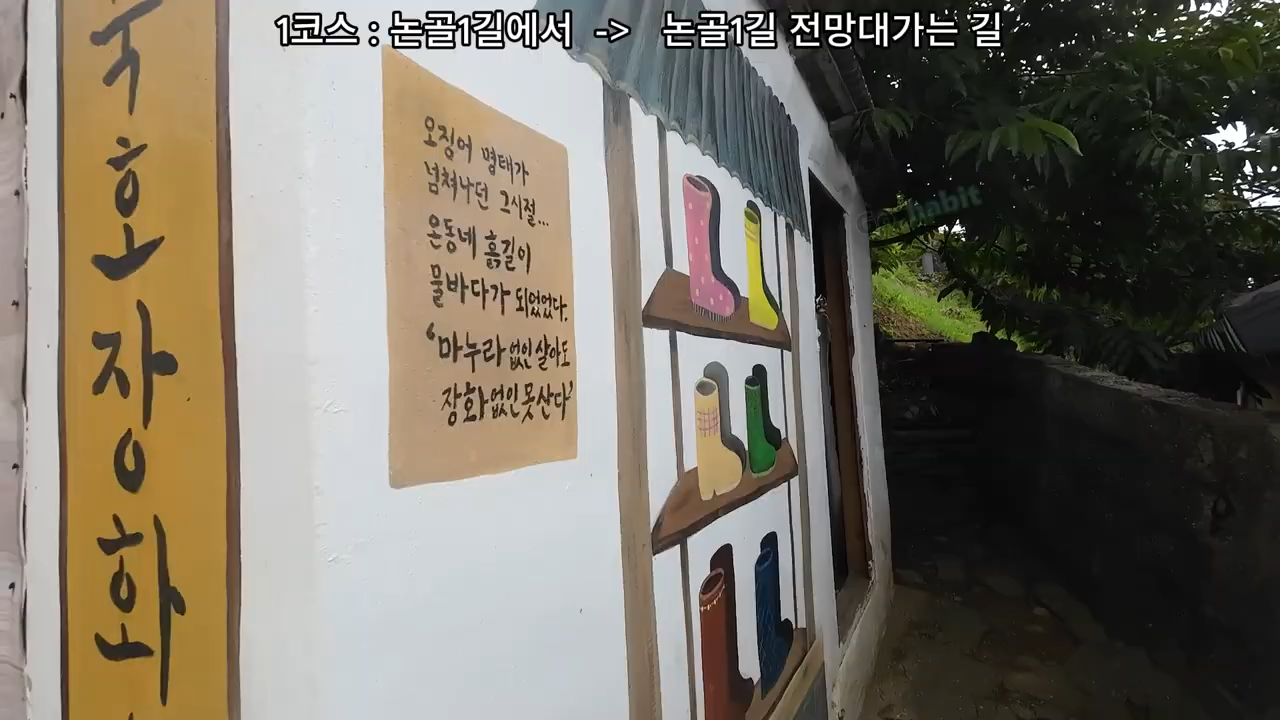 1코스 : 논골1길에서 -> 논골1길 전망대가는 길
국호장화
오징어 명태가
넘쳐나던 그시절...
온동네 흙길이
물바다가 되었었다.
'마누라 없인 살아도
장화 없인 못산다'
habit